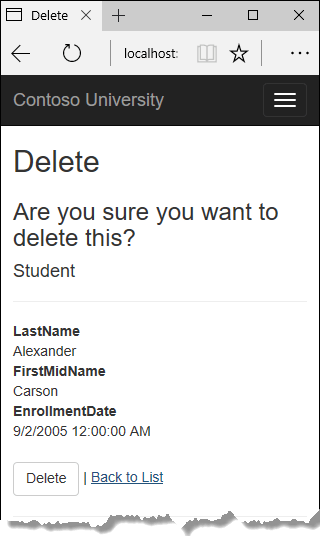 Delete
localhost:
Contoso University
Delete
Are you sure you want to
delete this?
Student
LastName
Alexander
FirstMidName
Carson
EnrollmentDate
9/2/2005 12:00:00 AM
Delete | Back to List